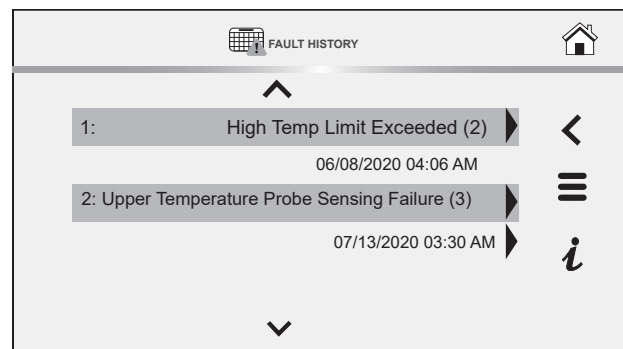 FAULT HISTORY
1: High Temp Limit Exceeded (2)
06/08/2020 04:06 AM
2: Upper Temperature Probe Sensing Failure (3)
07/13/2020 03:30 AM
i